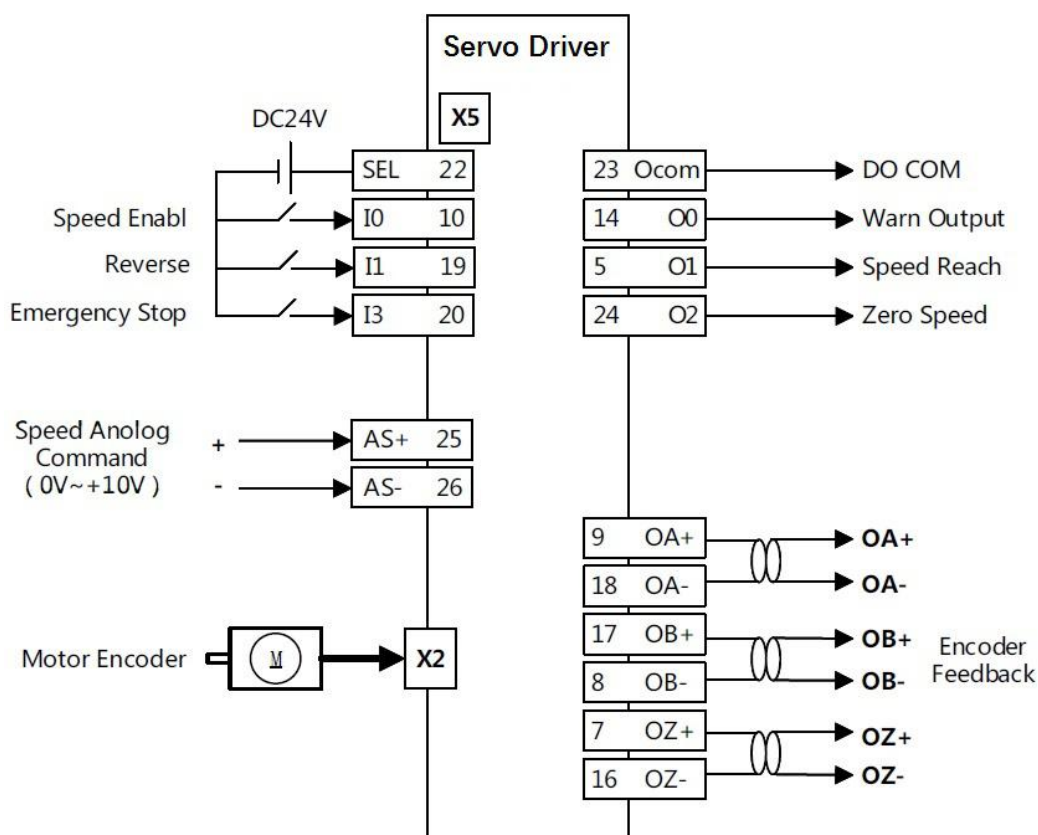 Servo Driver
X5
DC24V
SEL 22
23 Ocom
DO COM
Speed Enabl
I0 10
14 O0
Warn Output
Reverse
I1 19
5 O1
Speed Reach
Emergency Stop
I3 20
24 O2
Zero Speed
Speed Anolog
Command
( 0V~+10V )
+
AS+ 25
-
AS- 26
9 OA+
OA+
18 OA-
OA-
17 OB+
OB+
Motor Encoder
M
X2
8 OB-
OB-
Encoder
Feedback
7 OZ+
OZ+
16 OZ-
OZ-